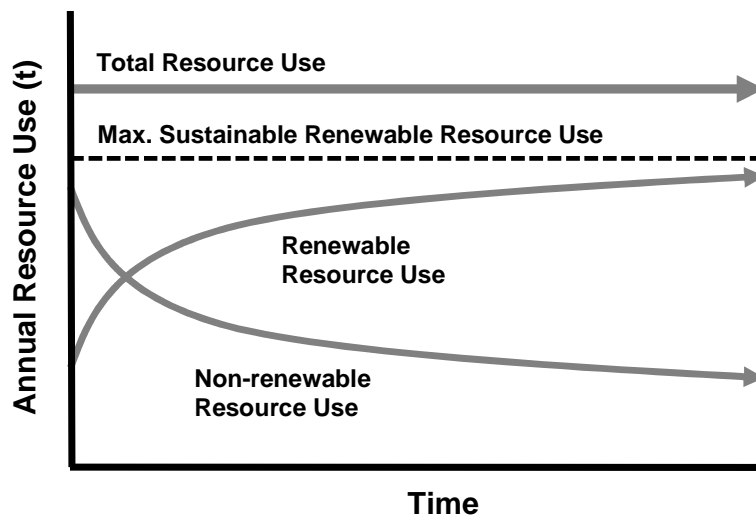 Total Resource Use
Max. Sustainable Renewable Resource Use
Renewable
Resource Use
Non-renewable
Resource Use
Annual Resource Use (t)
Time